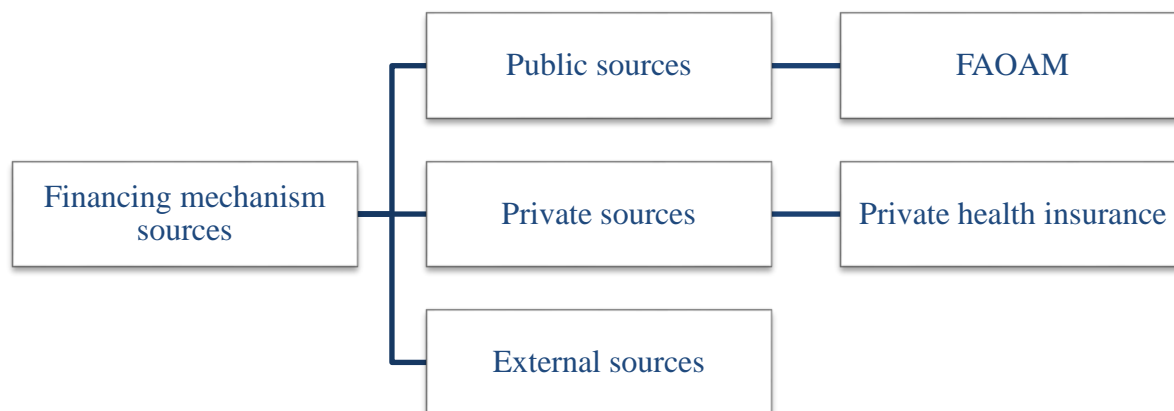 Public sources
FAOAM
Financing mechanism
sources
Private sources
Private health insurance
External sources